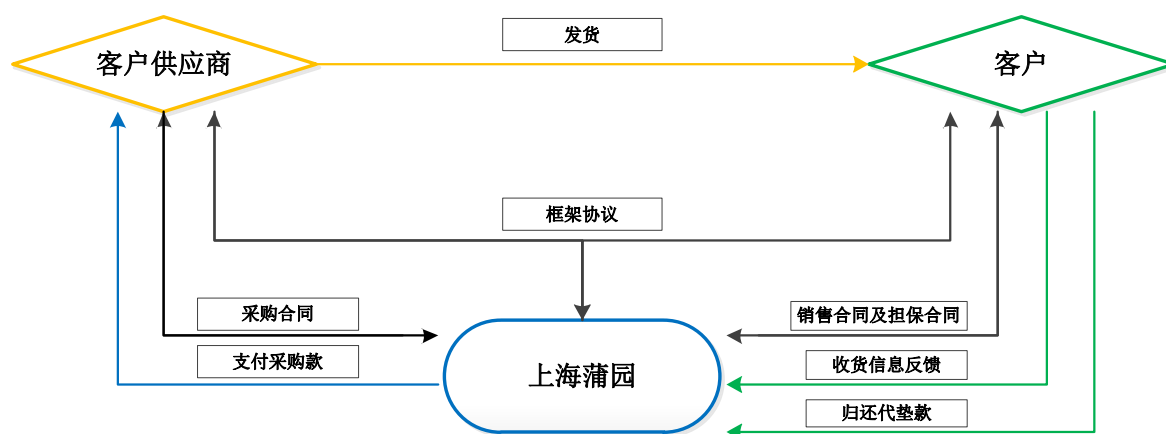 发货
客户供应商
客户
框架协议
采购合同
销售合同及担保合同
支付采购款
上海蒲园
收货信息反馈
归还代垫款